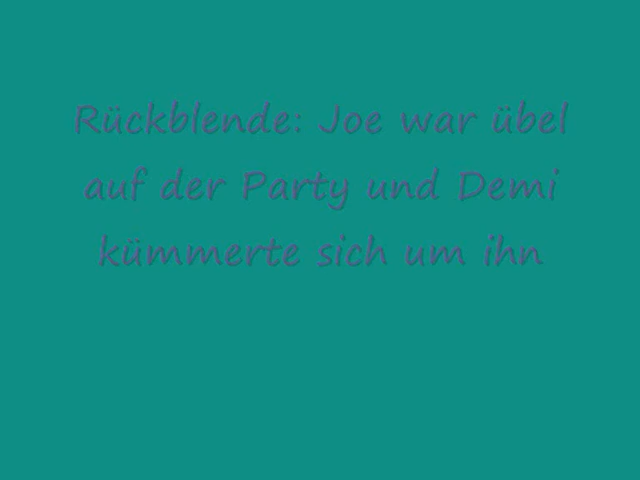 Rückblende: Joe war übel
auf der Party und Demi
kümmerte sich um ihn